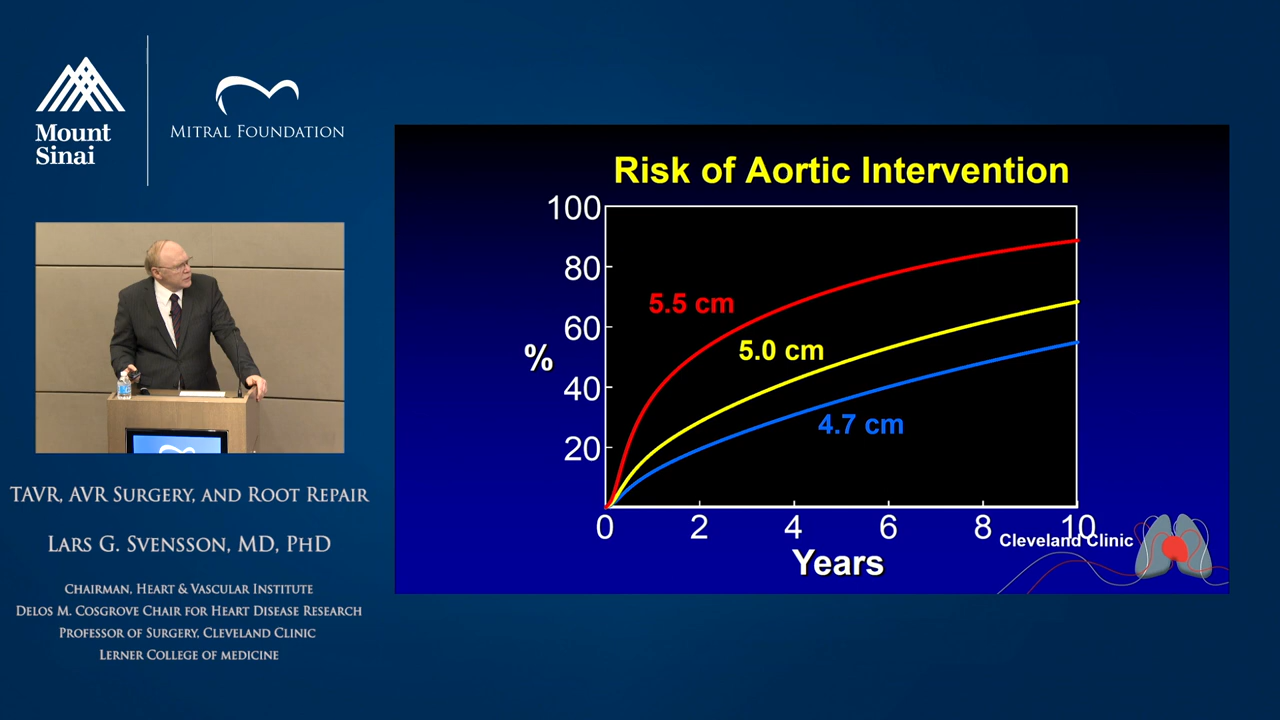 Mount
Sinai
Mitral Foundation
TAVR, AVR Surgery, and Root Repair
Lars G. Svensson, MD, PhD
Chairman, Heart & Vascular Institute
Delos M. Cosgrove Chair for Heart Disease Research
Professor of Surgery, Cleveland Clinic
Lerner College of medicine
Risk of Aortic Intervention
100
80
60
40
20
%
5.5 cm
5.0 cm
4.7 cm
0 2 4 6 8 10
Years
Cleveland Clinic